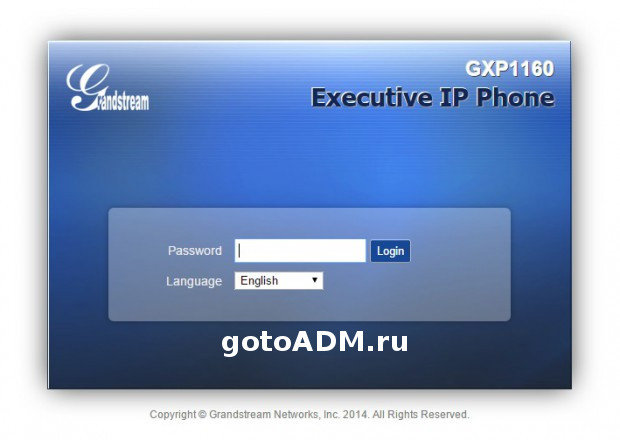 Grandstream
GXP1160
Executive IP Phone
Password
Login
Language
English
gotoADM.ru
Copyright © Grandstream Networks, Inc. 2014. All Rights Reserved.